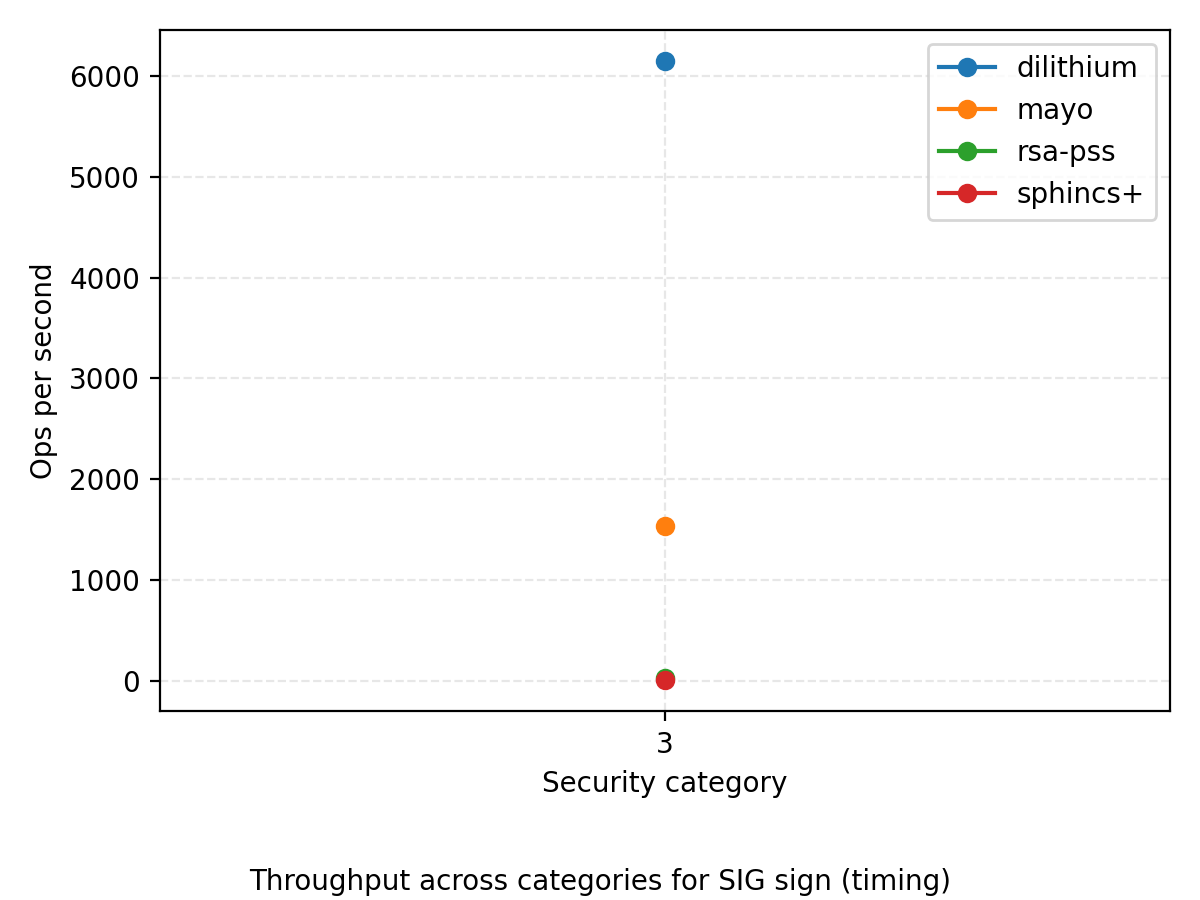 6000
5000
4000
3000
2000
1000
0
Ops per second
dilithium
mayo
rsa-pss
sphincs+
3
Security category
Throughput across categories for SIG sign (timing)